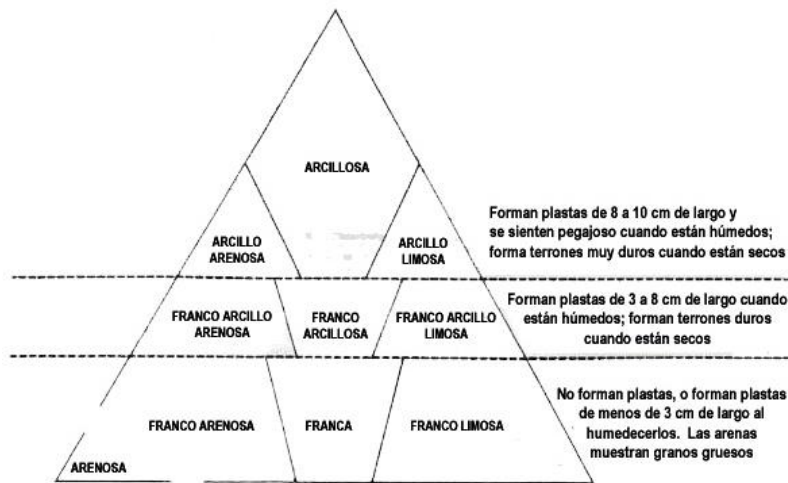 ARCILLOSA
ARCILLO
ARENOSA
ARCILLO
LIMOSA
Forman plastas de 8 a 10 cm de largo y
se sienten pegajoso cuando están húmedos;
forma terrones muy duros cuando están secos
FRANCO ARCILLO
ARENOSA
FRANCO
ARCILLOSA
FRANCO ARCILLO
LIMOSA
Forman plastas de 3 a 8 cm de largo cuando
están húmedos; forman terrones duros
cuando están secos
FRANCO ARENOSA
FRANCA
FRANCO LIMOSA
ARENOSA
No forman plastas, o forman plastas
de menos de 3 cm de largo al
humedecerlos. Las arenas
muestran granos gruesos